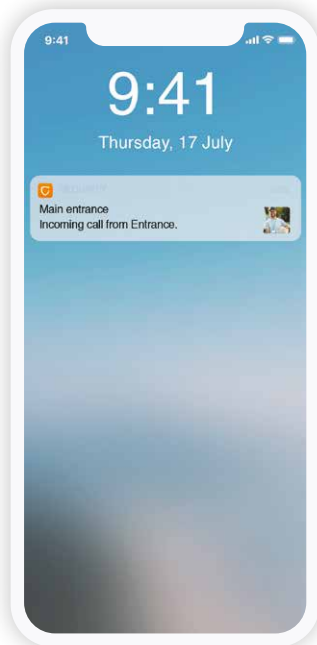 9:41
9:41
Thursday, 17 July
Main entrance
Incoming call from Entrance.